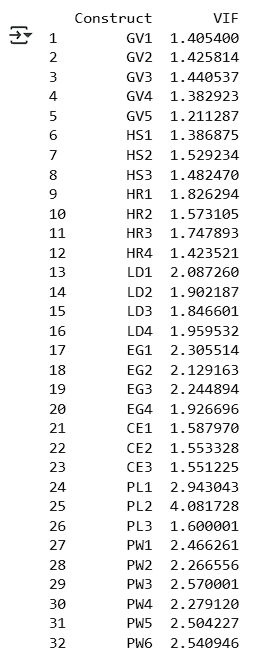 Construct VIF
1 GV1 1.405400
2 GV2 1.425814
3 GV3 1.440537
4 GV4 1.382923
5 GV5 1.211287
6 HS1 1.386875
7 HS2 1.529234
8 HS3 1.482470
9 HR1 1.826294
10 HR2 1.573105
11 HR3 1.747893
12 HR4 1.423521
13 LD1 2.087260
14 LD2 1.902187
15 LD3 1.846601
16 LD4 1.959532
17 EG1 2.305514
18 EG2 2.129163
19 EG3 2.244894
20 EG4 1.926696
21 CE1 1.587970
22 CE2 1.553328
23 CE3 1.551225
24 PL1 2.943043
25 PL2 4.081728
26 PL3 1.600001
27 PW1 2.466261
28 PW2 2.266556
29 PW3 2.570001
30 PW4 2.279120
31 PW5 2.504227
32 PW6 2.540946